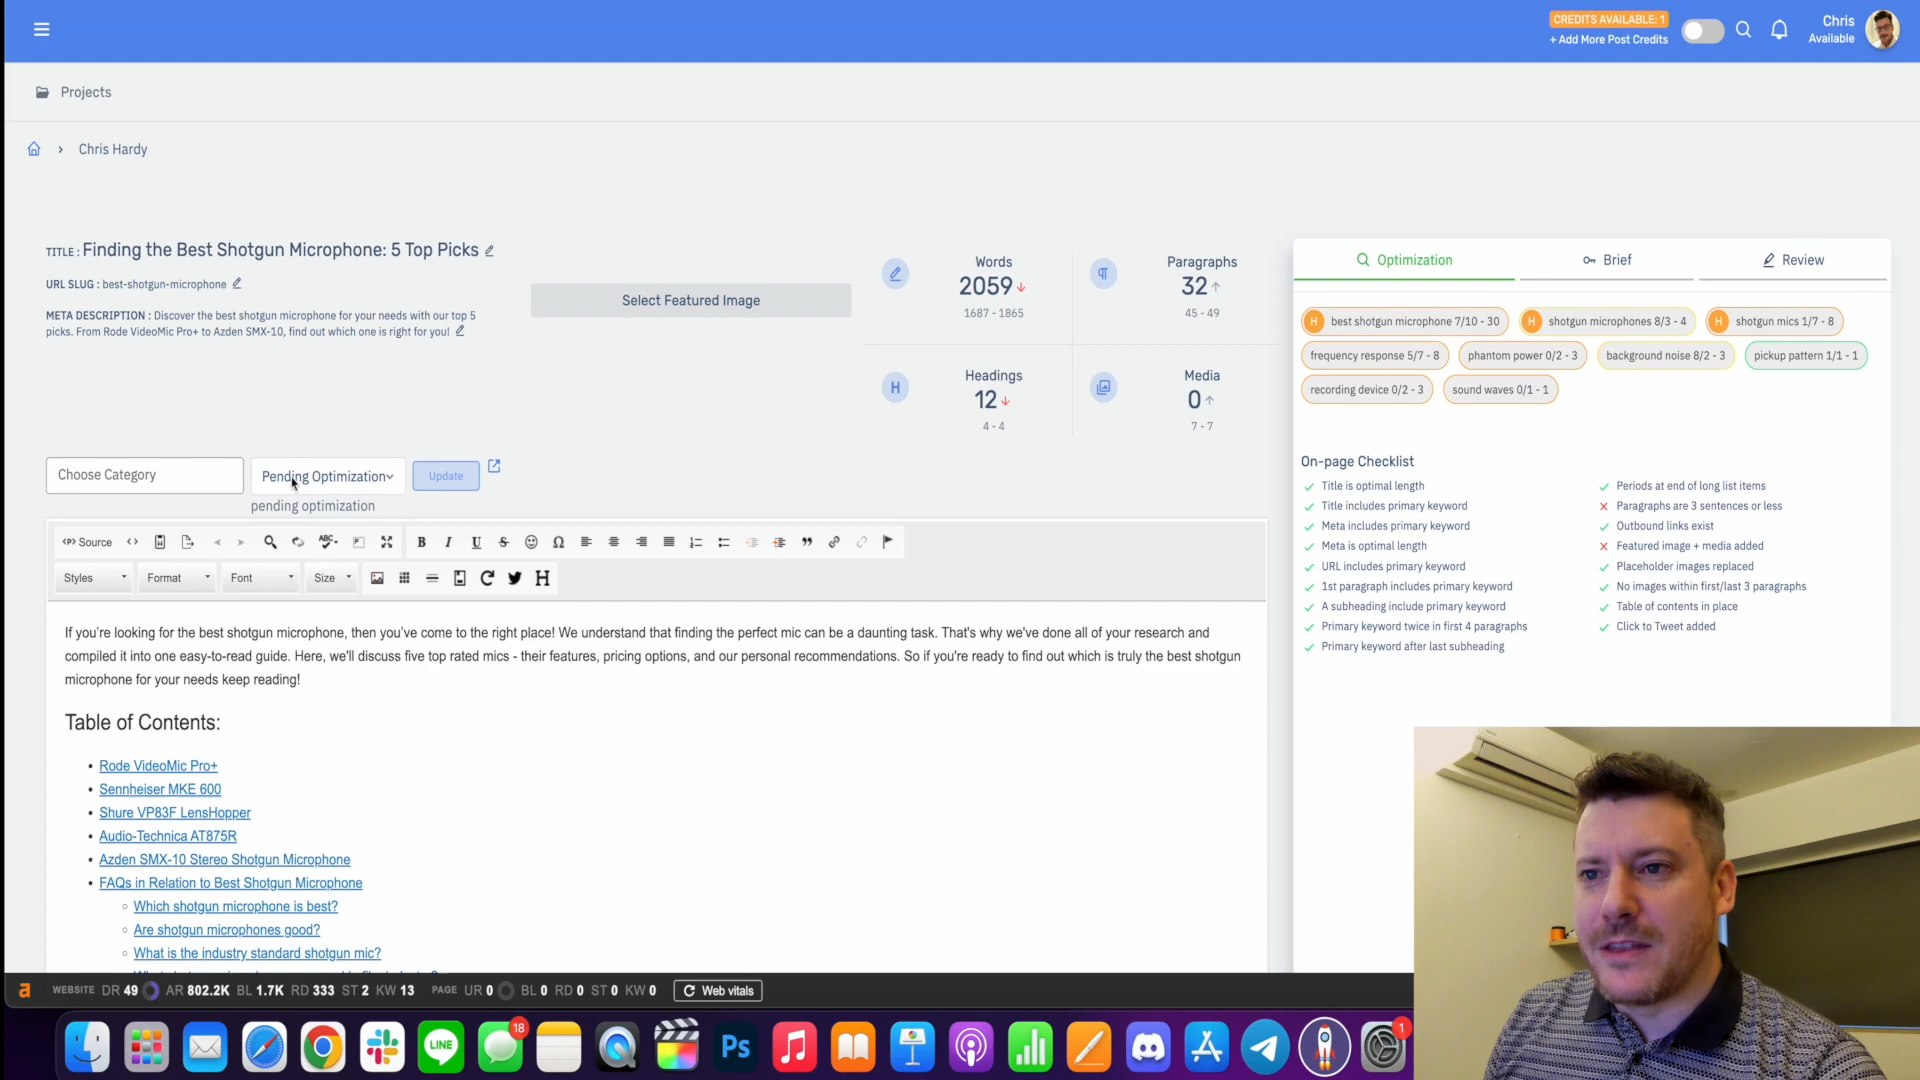 CREDITS AVAILABLE: 1
+ Add More Post Credits
Chris
Available
Projects
Chris Hardy
TITLE : Finding the Best Shotgun Microphone: 5 Top Picks
URL SLUG : best-shotgun-microphone
META DESCRIPTION : Discover the best shotgun microphone for your needs with our top 5
picks. From Rode VideoMic Pro+ to Azden SMX-10, find out which one is right for you!
Select Featured Image
Words
2059
1687 - 1865
Paragraphs
32
45 - 49
Headings
12
4 - 4
Media
0
7 - 7
Choose Category
Pending Optimization
Update
pending optimization
Source
Styles
Format
Font
Size
If you're looking for the best shotgun microphone, then you've come to the right place! We understand that finding the perfect mic can be a daunting task. That's why we've done all of your research and
compiled it into one easy-to-read guide. Here, we'll discuss five top rated mics - their features, pricing options, and our personal recommendations. So if you're ready to find out which is truly the best shotgun
microphone for your needs keep reading!
Table of Contents:
Rode VideoMic Pro+
Sennheiser MKE 600
Shure VP83F LensHopper
Audio-Technica AT875R
Azden SMX-10 Stereo Shotgun Microphone
FAQs in Relation to Best Shotgun Microphone
Which shotgun microphone is best?
Are shotgun microphones good?
What is the industry standard shotgun mic?
Optimization
Brief
Review
H best shotgun microphone 7/10 - 30
H shotgun microphones 8/3 - 4
H shotgun mics 1/7 - 8
frequency response 5/7 - 8
phantom power 0/2 - 3
background noise 8/2 - 3
pickup pattern 1/1 - 1
recording device 0/2 - 3
sound waves 0/1 - 1
On-page Checklist
Title is optimal length
Title includes primary keyword
Meta includes primary keyword
Meta is optimal length
URL includes primary keyword
1st paragraph includes primary keyword
A subheading include primary keyword
Primary keyword twice in first 4 paragraphs
Primary keyword after last subheading
Periods at end of long list items
Paragraphs are 3 sentences or less
Outbound links exist
Featured image + media added
Placeholder images replaced
No images within first/last 3 paragraphs
Table of contents in place
Click to Tweet added
a WEBSITE DR 49 AR 802.2K BL 1.7K RD 333 ST 2 KW 13 PAGE UR 0 BL 0 RD 0 ST 0 KW 0 Web vitals
LINE
18
Ps
1